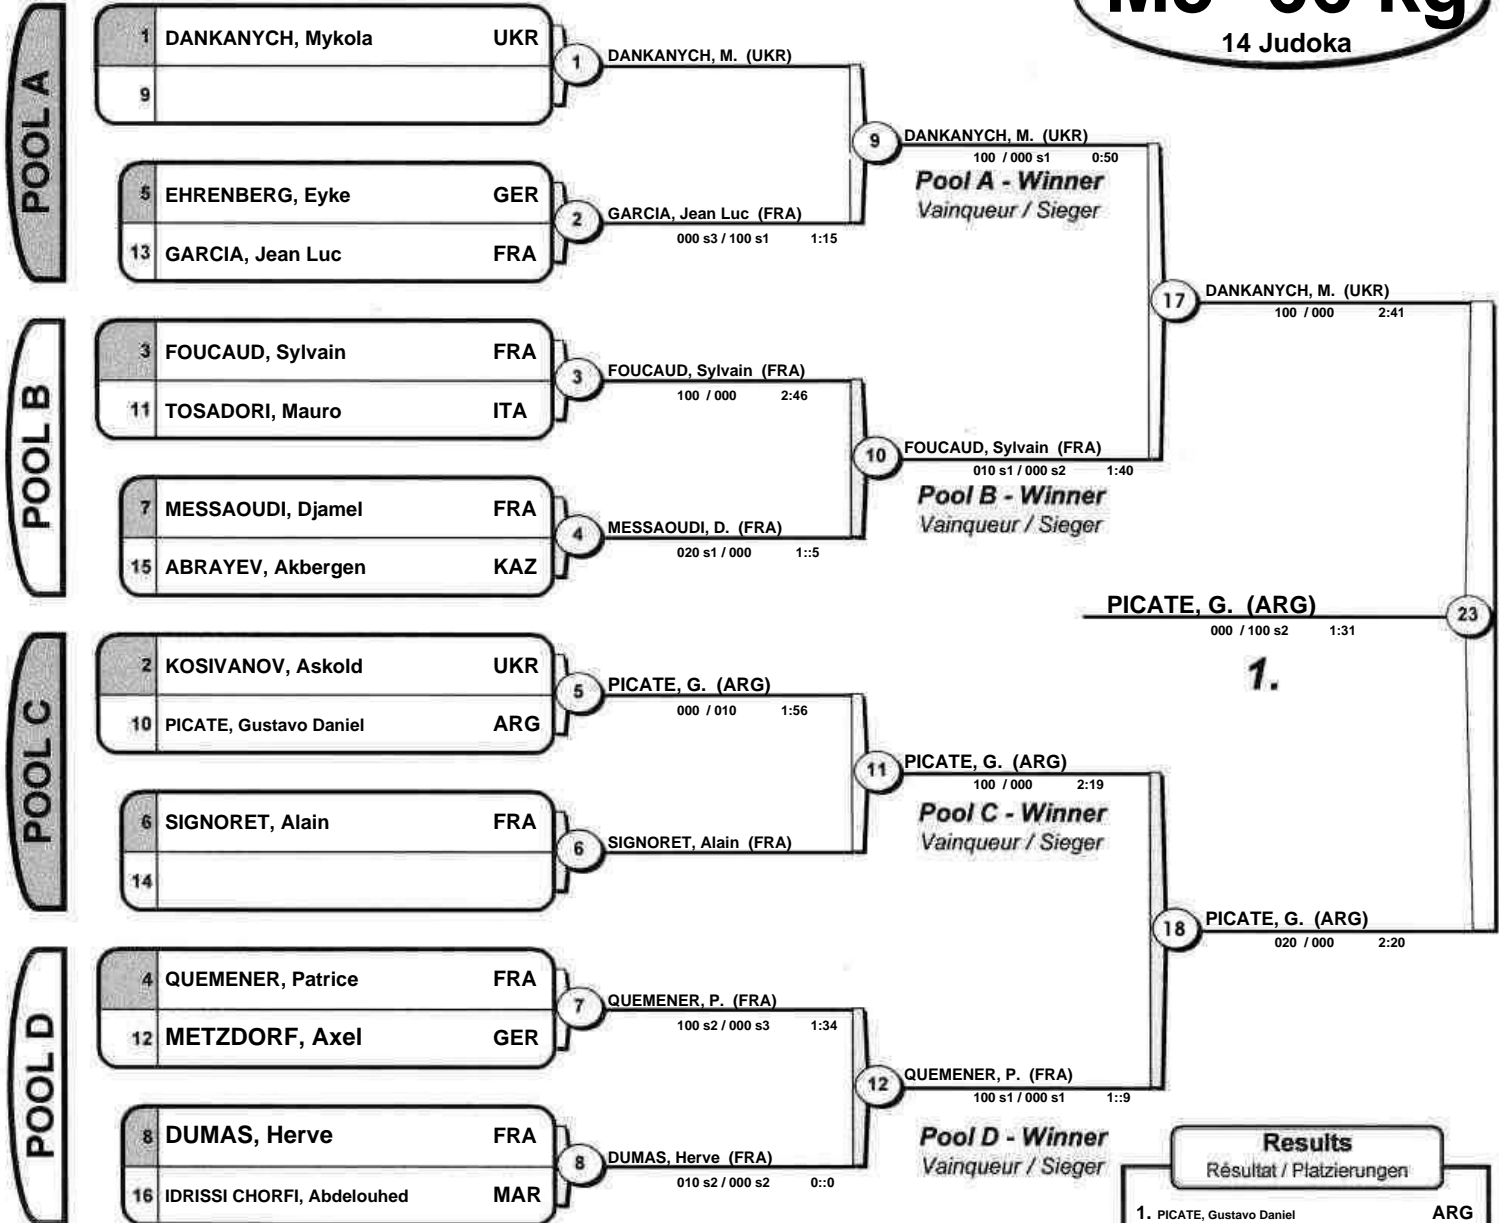 14 Judoka
POOL A
1 DANKANYCH, Mykola UKR
9
1
DANKANYCH, M. (UKR)
5 EHRENBERG, Eyke GER
13 GARCIA, Jean Luc FRA
2
GARCIA, Jean Luc (FRA)
000 s3 / 100 s1 1:15
9
DANKANYCH, M. (UKR)
100 / 000 s1 0:50
Pool A - Winner
Vainqueur / Sieger
POOL B
3 FOUCAUD, Sylvain FRA
11 TOSADORI, Mauro ITA
3
FOUCAUD, Sylvain (FRA)
100 / 000 2:46
7 MESSAOUDI, Djamel FRA
15 ABRAYEV, Akbergen KAZ
4
MESSAOUDI, D. (FRA)
020 s1 / 000 1::5
10
FOUCAUD, Sylvain (FRA)
010 s1 / 000 s2 1:40
Pool B - Winner
Vainqueur / Sieger
17
DANKANYCH, M. (UKR)
100 / 000 2:41
PICATE, G. (ARG)
23
000 / 100 s2 1:31
1.
POOL C
2 KOSIVANOV, Askold UKR
10 PICATE, Gustavo Daniel ARG
5
PICATE, G. (ARG)
000 / 010 1:56
6 SIGNORET, Alain FRA
14
6
SIGNORET, Alain (FRA)
11
PICATE, G. (ARG)
100 / 000 2:19
Pool C - Winner
Vainqueur / Sieger
18
PICATE, G. (ARG)
020 / 000 2:20
POOL D
4 QUEMENER, Patrice FRA
12 METZDORF, Axel GER
7
QUEMENER, P. (FRA)
100 s2 / 000 s3 1:34
8 DUMAS, Herve FRA
16 IDRISSI CHORFI, Abdelouhed MAR
8
DUMAS, Herve (FRA)
010 s2 / 000 s2 0::0
12
QUEMENER, P. (FRA)
100 s1 / 000 s1 1::9
Pool D - Winner
Vainqueur / Sieger
Results
Résultat / Platzierungen
1. PICATE, Gustavo Daniel ARG